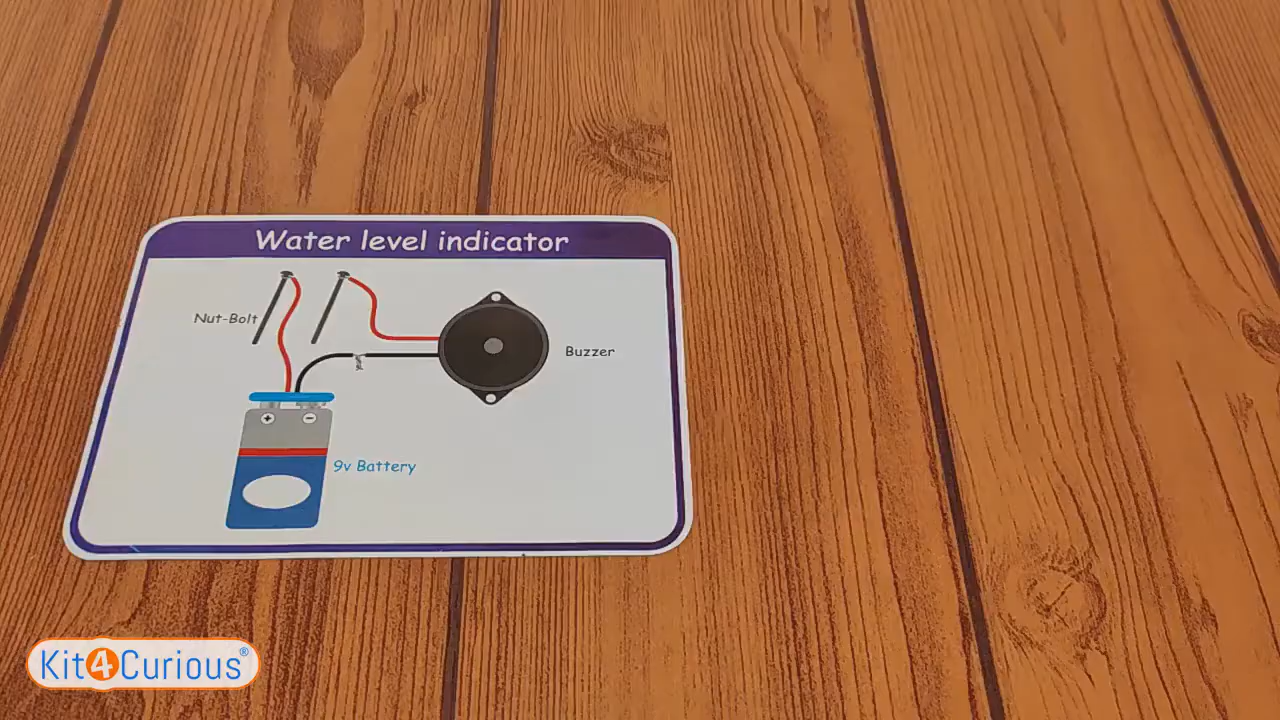 Water level indicator
Nut-Bolt
Buzzer
+ −
9v Battery
Kit4Curious®